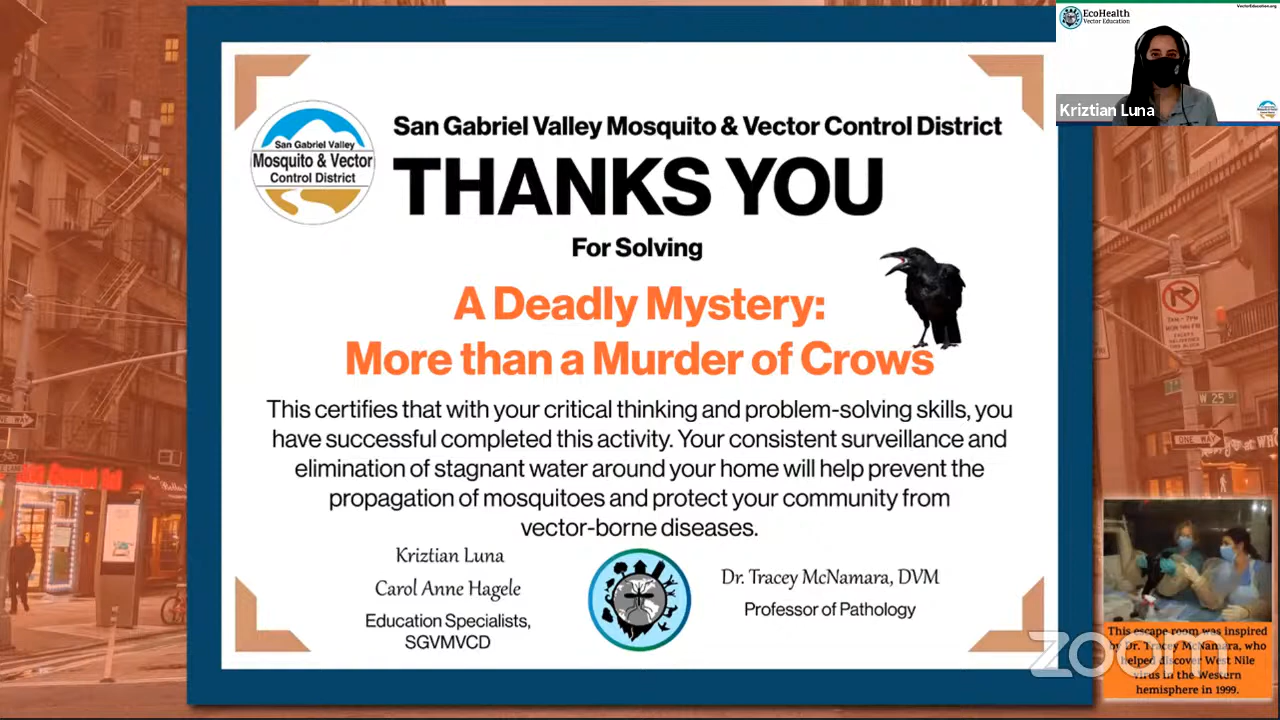 EcoHealth
Vector Education
VectorEducation.org
Kriztian Luna
San Gabriel Valley
Mosquito & Vector
Control District
San Gabriel Valley Mosquito & Vector Control District
THANKS YOU
For Solving
A Deadly Mystery:
More than a Murder of Crows
This certifies that with your critical thinking and problem-solving skills, you
have successful completed this activity. Your consistent surveillance and
elimination of stagnant water around your home will help prevent the
propagation of mosquitoes and protect your community from
vector-borne diseases.
Kriztian Luna
Carol Anne Hagele
Education Specialists,
SGVMVCD
Dr. Tracey McNamara, DVM
Professor of Pathology
W 25
ONE WAY
This escape room was inspired
by Dr. Tracey McNamara, who
helped discover West Nile
virus in the Western
hemisphere in 1999.
zoom